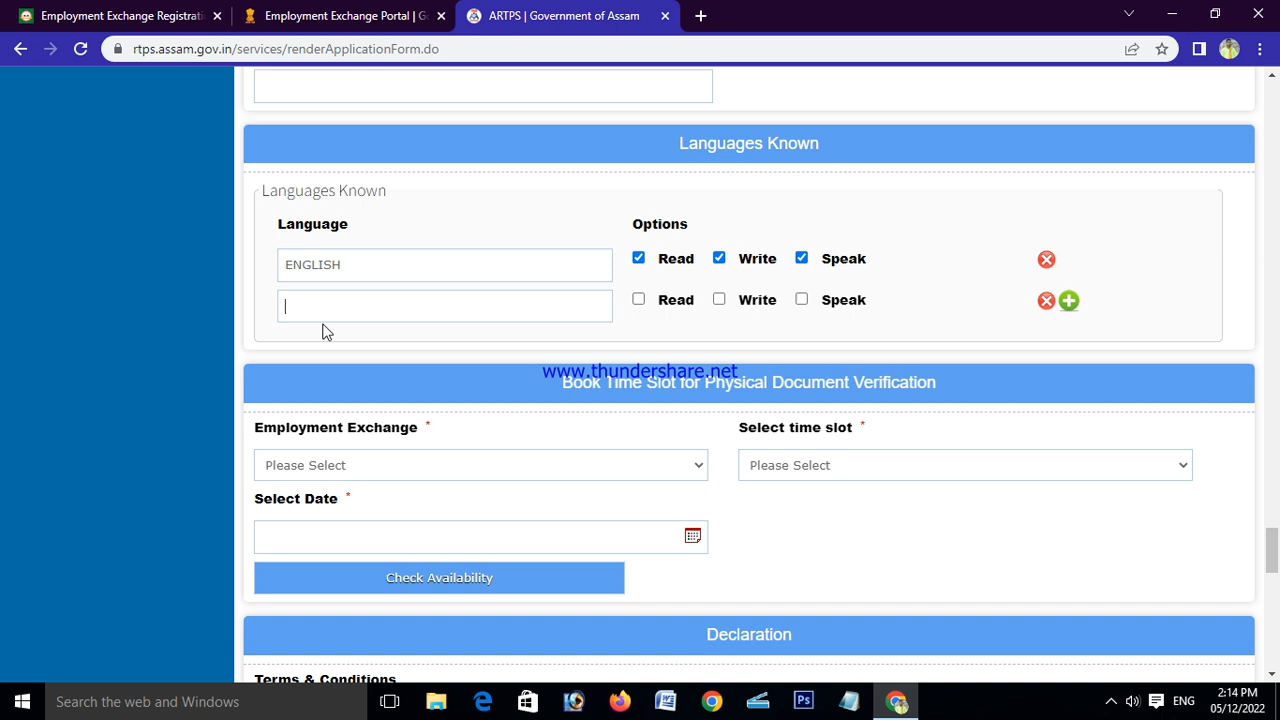 Employment Exchange Registrati
Employment Exchange Portal | Go
ARTPS | Government of Assam
rtps.assam.gov.in/services/renderApplicationForm.do
Languages Known
Languages Known
Language Options
ENGLISH Read Write Speak
Read Write Speak
www.thundershare.net
Book Time Slot for Physical Document Verification
Employment Exchange * Select time slot *
Please Select Please Select
Select Date *
Check Availability
Declaration
Terms & Conditions
Search the web and Windows
ENG
2:14 PM
05/12/2022